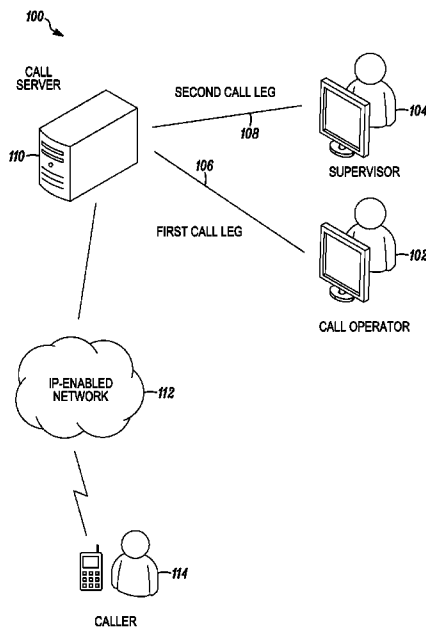 100
CALL
SERVER
110
SECOND CALL LEG
108
104
SUPERVISOR
106
FIRST CALL LEG
102
CALL OPERATOR
IP-ENABLED
NETWORK
112
114
CALLER